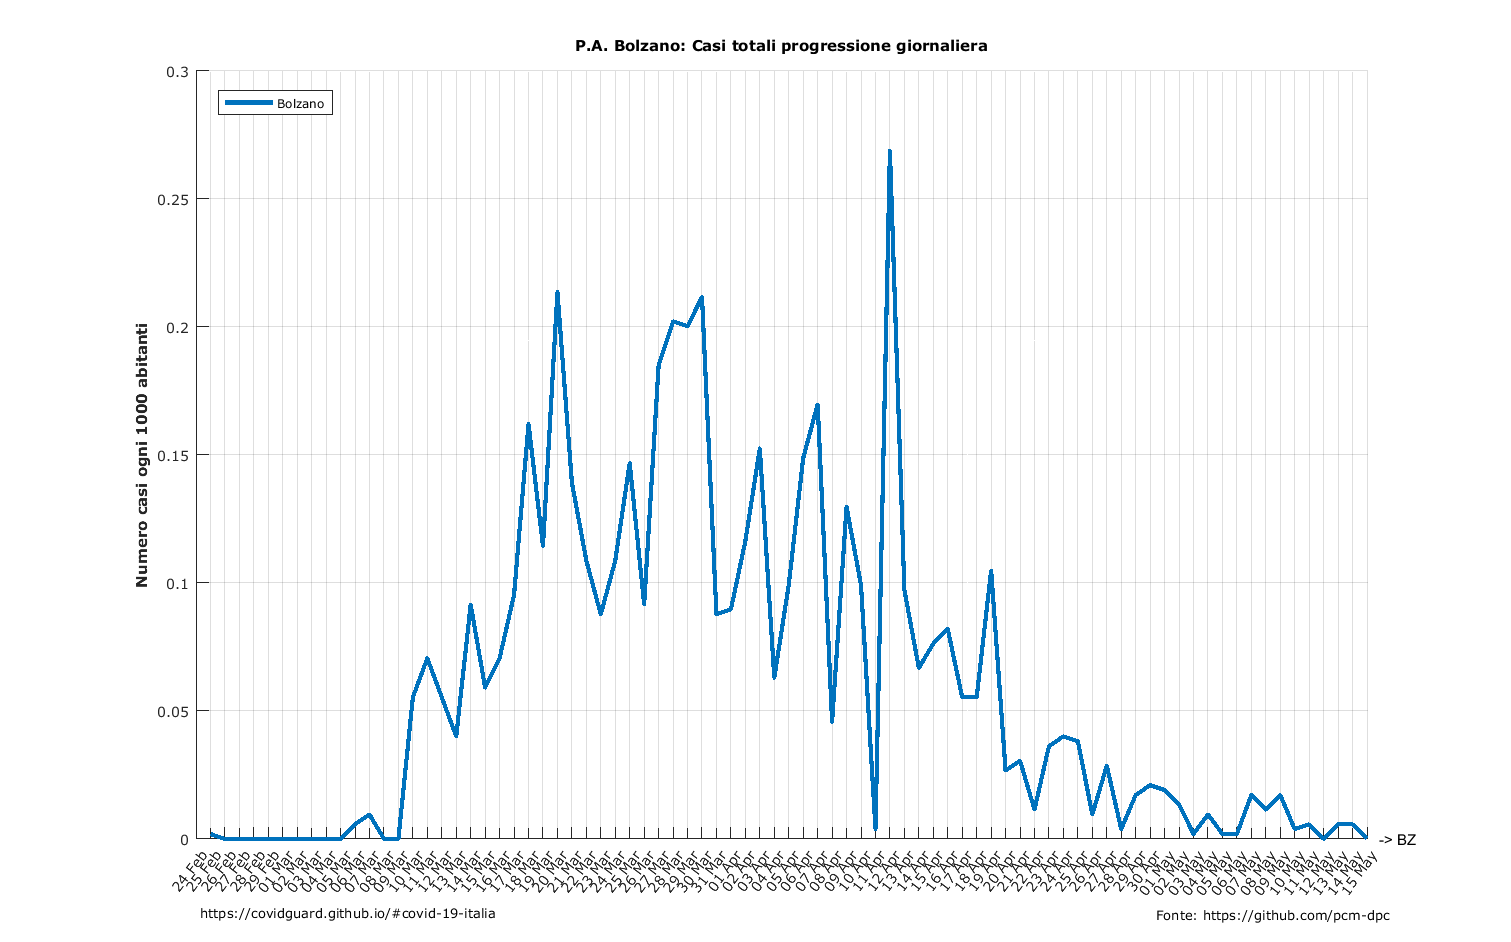 P.A. Bolzano: Casi totali progressione giornaliera
Bolzano
Numero casi ogni 1000 abitanti
0.3
0.25
0.2
0.15
0.1
0.05
0
24 Feb
25 Feb
26 Feb
27 Feb
28 Feb
29 Feb
01 Mar
02 Mar
03 Mar
04 Mar
05 Mar
06 Mar
07 Mar
08 Mar
09 Mar
10 Mar
11 Mar
12 Mar
13 Mar
14 Mar
15 Mar
16 Mar
17 Mar
18 Mar
19 Mar
20 Mar
21 Mar
22 Mar
23 Mar
24 Mar
25 Mar
26 Mar
27 Mar
28 Mar
29 Mar
30 Mar
31 Mar
01 Apr
02 Apr
03 Apr
04 Apr
05 Apr
06 Apr
07 Apr
08 Apr
09 Apr
10 Apr
11 Apr
12 Apr
13 Apr
14 Apr
15 Apr
16 Apr
17 Apr
18 Apr
19 Apr
20 Apr
21 Apr
22 Apr
23 Apr
24 Apr
25 Apr
26 Apr
27 Apr
28 Apr
29 Apr
30 Apr
01 May
02 May
03 May
04 May
05 May
06 May
07 May
08 May
09 May
10 May
11 May
12 May
13 May
14 May
15 May
-> BZ
https://covidguard.github.io/#covid-19-italia
Fonte: https://github.com/pcm-dpc